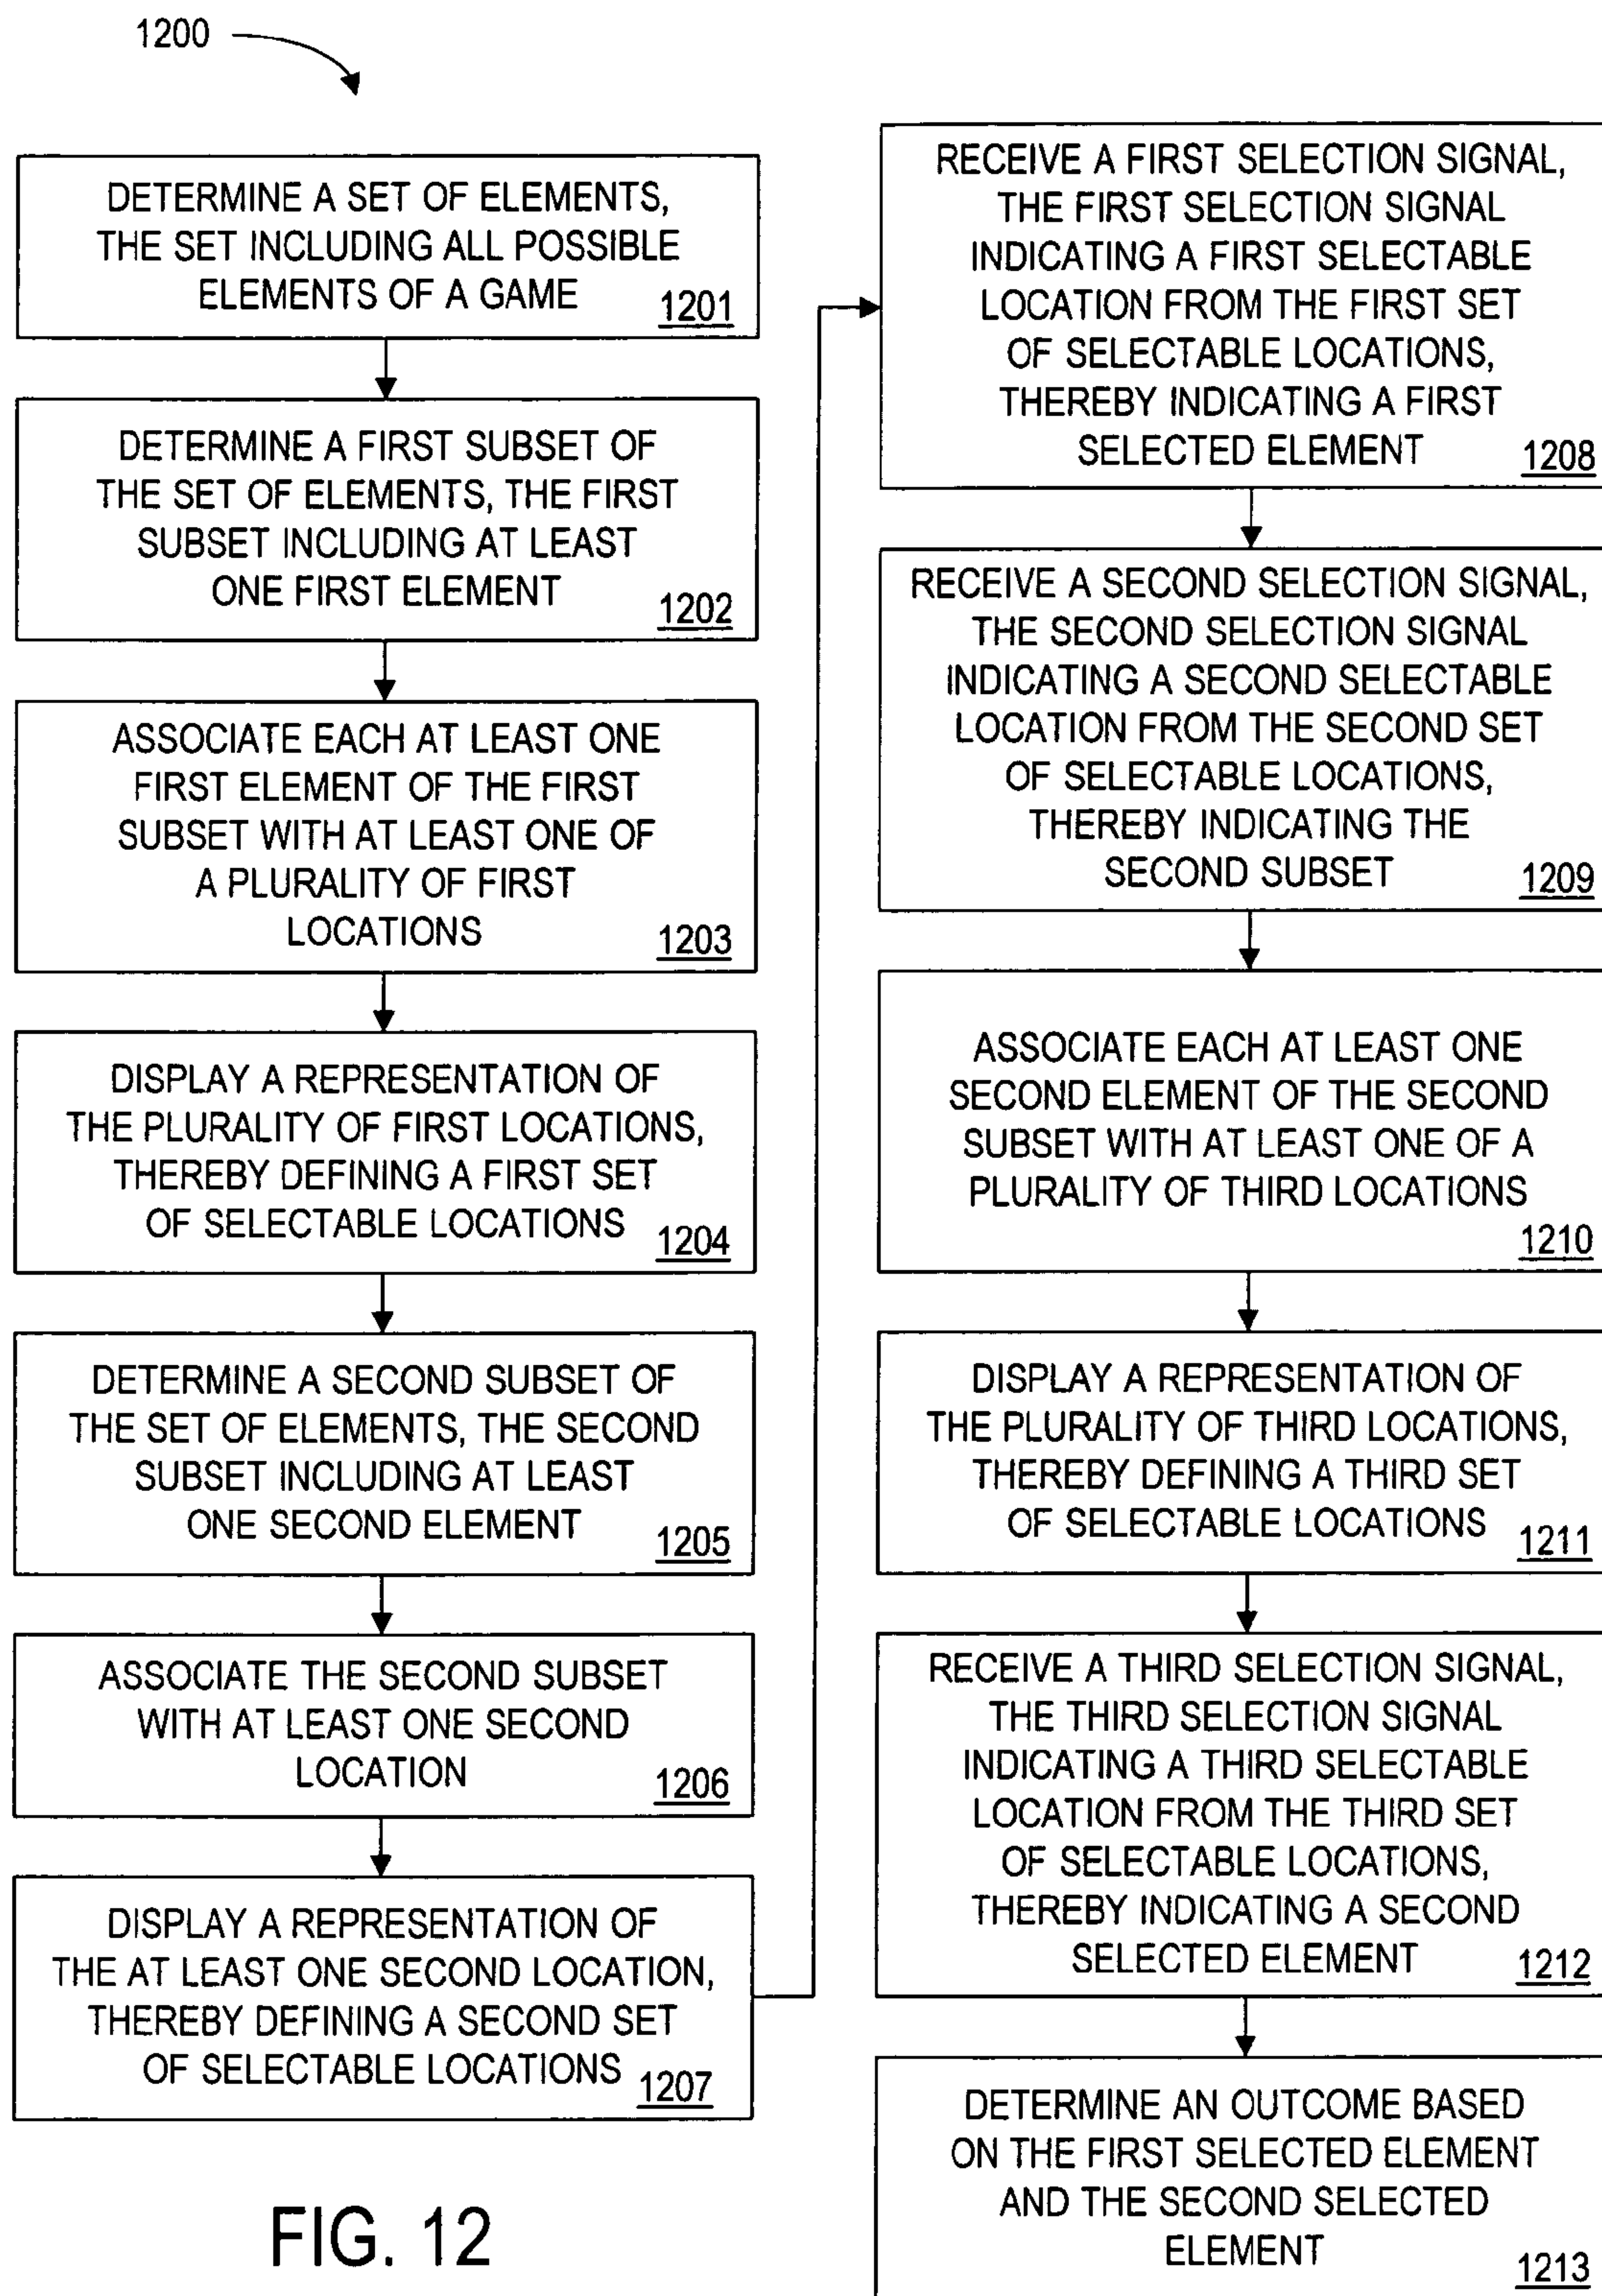 1200
DETERMINE A SET OF ELEMENTS,
THE SET INCLUDING ALL POSSIBLE
ELEMENTS OF A GAME
1201
DETERMINE A FIRST SUBSET OF
THE SET OF ELEMENTS, THE FIRST
SUBSET INCLUDING AT LEAST
ONE FIRST ELEMENT
1202
ASSOCIATE EACH AT LEAST ONE
FIRST ELEMENT OF THE FIRST
SUBSET WITH AT LEAST ONE OF
A PLURALITY OF FIRST
LOCATIONS
1203
DISPLAY A REPRESENTATION OF
THE PLURALITY OF FIRST LOCATIONS,
THEREBY DEFINING A FIRST SET
OF SELECTABLE LOCATIONS
1204
DETERMINE A SECOND SUBSET OF
THE SET OF ELEMENTS, THE SECOND
SUBSET INCLUDING AT LEAST
ONE SECOND ELEMENT
1205
ASSOCIATE THE SECOND SUBSET
WITH AT LEAST ONE SECOND
LOCATION
1206
DISPLAY A REPRESENTATION OF
THE AT LEAST ONE SECOND LOCATION,
THEREBY DEFINING A SECOND SET
OF SELECTABLE LOCATIONS
1207
RECEIVE A FIRST SELECTION SIGNAL,
THE FIRST SELECTION SIGNAL
INDICATING A FIRST SELECTABLE
LOCATION FROM THE FIRST SET
OF SELECTABLE LOCATIONS,
THEREBY INDICATING A FIRST
SELECTED ELEMENT
1208
RECEIVE A SECOND SELECTION SIGNAL,
THE SECOND SELECTION SIGNAL
INDICATING A SECOND SELECTABLE
LOCATION FROM THE SECOND SET
OF SELECTABLE LOCATIONS,
THEREBY INDICATING THE
SECOND SUBSET
1209
ASSOCIATE EACH AT LEAST ONE
SECOND ELEMENT OF THE SECOND
SUBSET WITH AT LEAST ONE OF A
PLURALITY OF THIRD LOCATIONS
1210
DISPLAY A REPRESENTATION OF
THE PLURALITY OF THIRD LOCATIONS,
THEREBY DEFINING A THIRD SET
OF SELECTABLE LOCATIONS
1211
RECEIVE A THIRD SELECTION SIGNAL,
THE THIRD SELECTION SIGNAL
INDICATING A THIRD SELECTABLE
LOCATION FROM THE THIRD SET
OF SELECTABLE LOCATIONS,
THEREBY INDICATING A SECOND
SELECTED ELEMENT
1212
DETERMINE AN OUTCOME BASED
ON THE FIRST SELECTED ELEMENT
AND THE SECOND SELECTED
ELEMENT
1213
FIG. 12